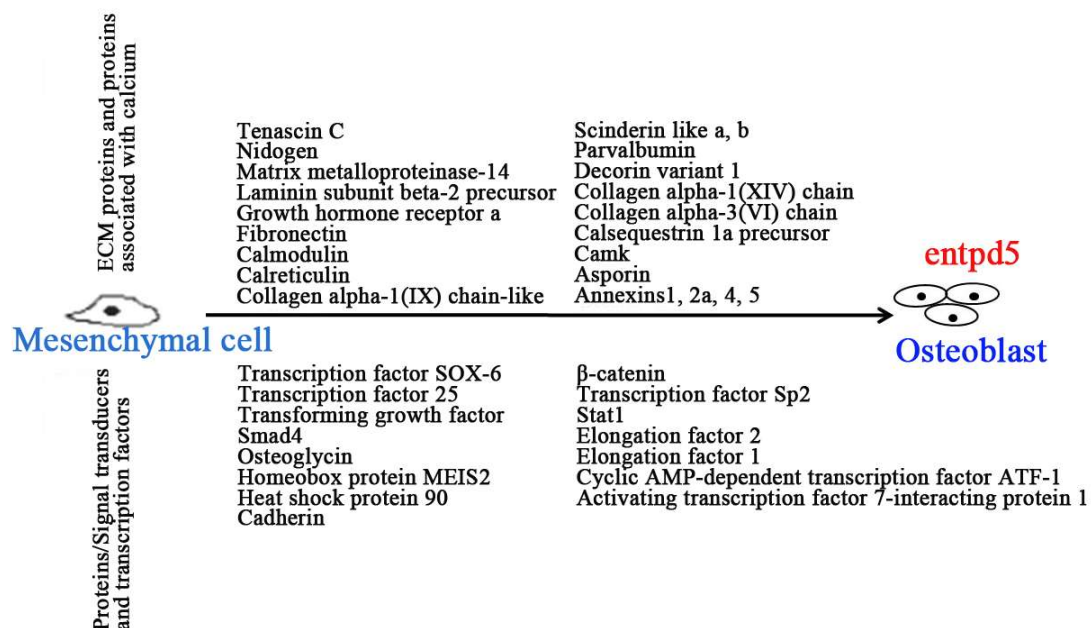 ECM proteins and proteins
associated with calcium
Tenascin C
Nidogen
Matrix metalloproteinase-14
Laminin subunit beta-2 precursor
Growth hormone receptor a
Fibronectin
Calmodulin
Calreticulin
Collagen alpha-1(IX) chain-like
Scinderin like a, b
Parvalbumin
Decorin variant 1
Collagen alpha-1(XIV) chain
Collagen alpha-3(VI) chain
Calsequestrin 1a precursor
Camk
Asporin
Annexins1, 2a, 4, 5
entpd5
Mesenchymal cell
Osteoblast
Proteins/Signal transducers
and transcription factors
Transcription factor SOX-6
Transcription factor 25
Transforming growth factor
Smad4
Osteoglycin
Homeobox protein MEIS2
Heat shock protein 90
Cadherin
β-catenin
Transcription factor Sp2
Stat1
Elongation factor 2
Elongation factor 1
Cyclic AMP-dependent transcription factor ATF-1
Activating transcription factor 7-interacting protein 1